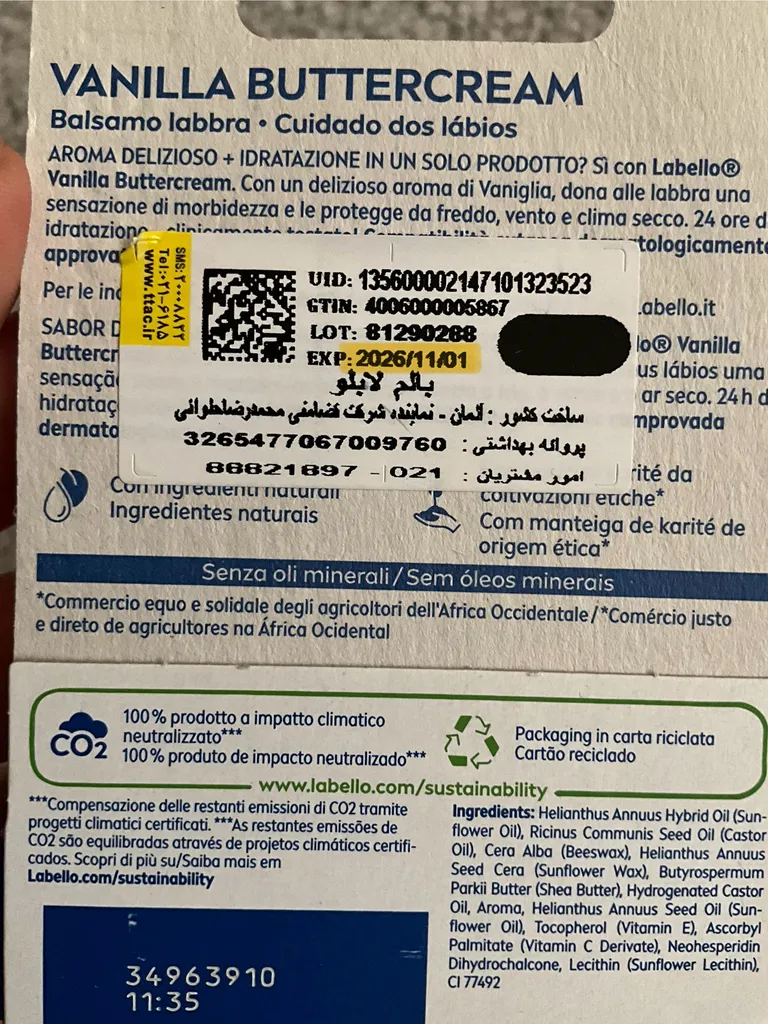 VANILLA BUTTERCREAM
Balsamo labbra • Cuidado dos lábios
AROMA DELIZIOSO + IDRATAZIONE IN UN SOLO PRODOTTO? Sì con Labello®
Vanilla Buttercream. Con un delizioso aroma di Vaniglia, dona alle labbra una
sensazione di morbidezza e le protegge da freddo, vento e clima secco. 24 ore d
idratazione
approva
Per le
SABOR
sensaçã
hidrataç
dermato
SMS: ۲۰۰۰۸۸۲۲
Tel: ۰۲۱-۶۱۸۵
www.ttac.ir
UID: 135600002147101323523
GTIN: 4006000005867
LOT: 81290288
EXP: 2026/11/01
بالم لابلو
ساخت کشور : آلمان - نماینده شرکت تضامنی محمدرضاحلوائی
پروانه بهداشتی : 3265477067009760
امور مشتریان : 021 - 88821897
tologicamente
abello.it
lo® Vanilla
us lábios uma
ar seco. 24 h d
mprovada
Con ingredienti naturali
Ingredientes naturais
rité da
coltivazioni etiche*
Com manteiga de karité de
origem ética*
Senza oli minerali / Sem óleos minerais
*Commercio equo e solidale degli agricoltori dell'Africa Occidentale/*Comércio justo
e direto de agricultores na África Ocidental
CO2
100% prodotto a impatto climatico
neutralizzato***
100% produto de impacto neutralizado***
Packaging in carta riciclata
Cartão reciclado
www.labello.com/sustainability
***Compensazione delle restanti emissioni di CO2 tramite
progetti climatici certificati. ***As restantes emissões de
CO2 são equilibradas através de projetos climáticos certifi-
cados. Scopri di più su/Saiba mais em
Labello.com/sustainability
Ingredients: Helianthus Annuus Hybrid Oil (Sun-
flower Oil), Ricinus Communis Seed Oil (Castor
Oil), Cera Alba (Beeswax), Helianthus Annuus
Seed Cera (Sunflower Wax), Butyrospermum
Parkii Butter (Shea Butter), Hydrogenated Castor
Oil, Aroma, Helianthus Annuus Seed Oil (Sun-
flower Oil), Tocopherol (Vitamin E), Ascorbyl
Palmitate (Vitamin C Derivate), Neohesperidin
Dihydrochalcone, Lecithin (Sunflower Lecithin),
CI 77492
34963910
11:35